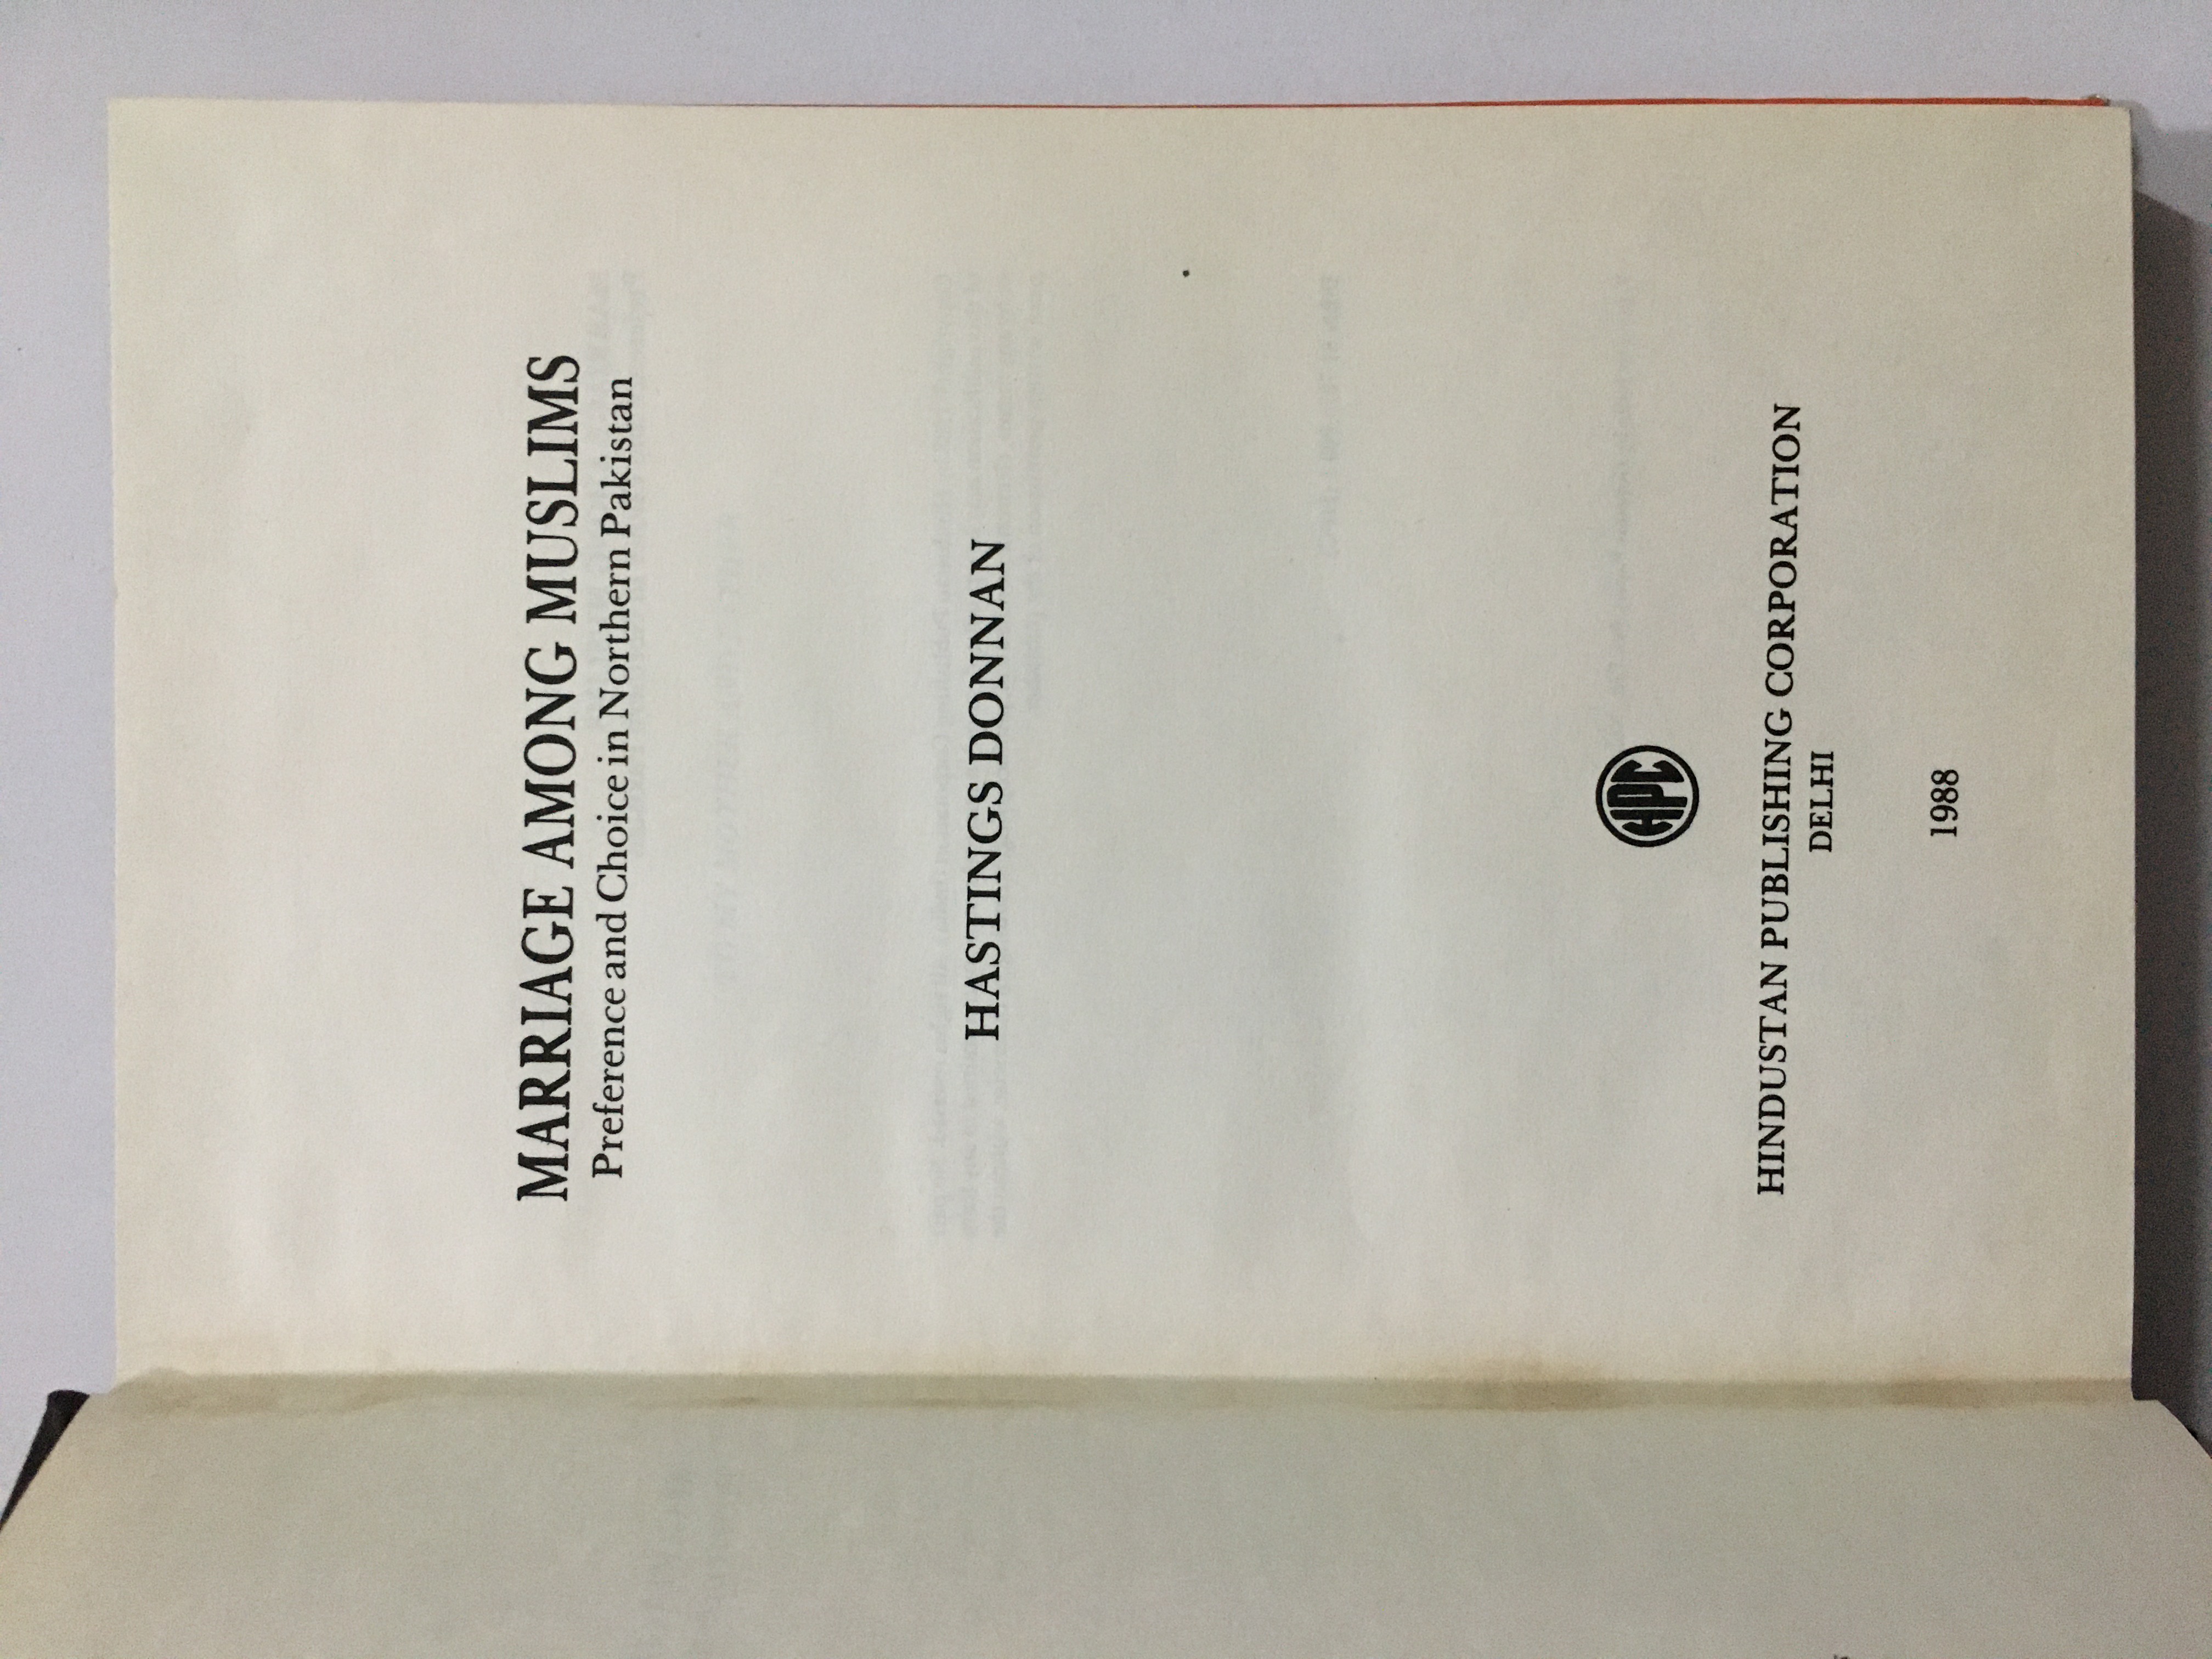 MARRIAGE AMONG MUSLIMS
Preference and Choice in Northern Pakistan
HASTINGS DONNAN
HPC
HINDUSTAN PUBLISHING CORPORATION
DELHI
1988